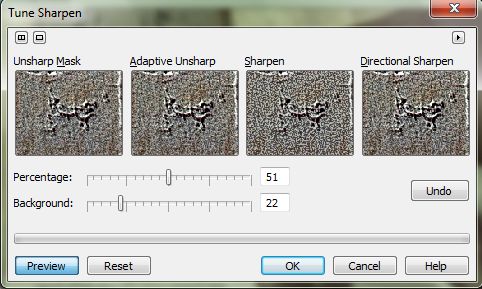 Tune Sharpen
Unsharp Mask Adaptive Unsharp Sharpen Directional Sharpen
Percentage: 51
Undo
Background: 22
Preview Reset OK Cancel Help